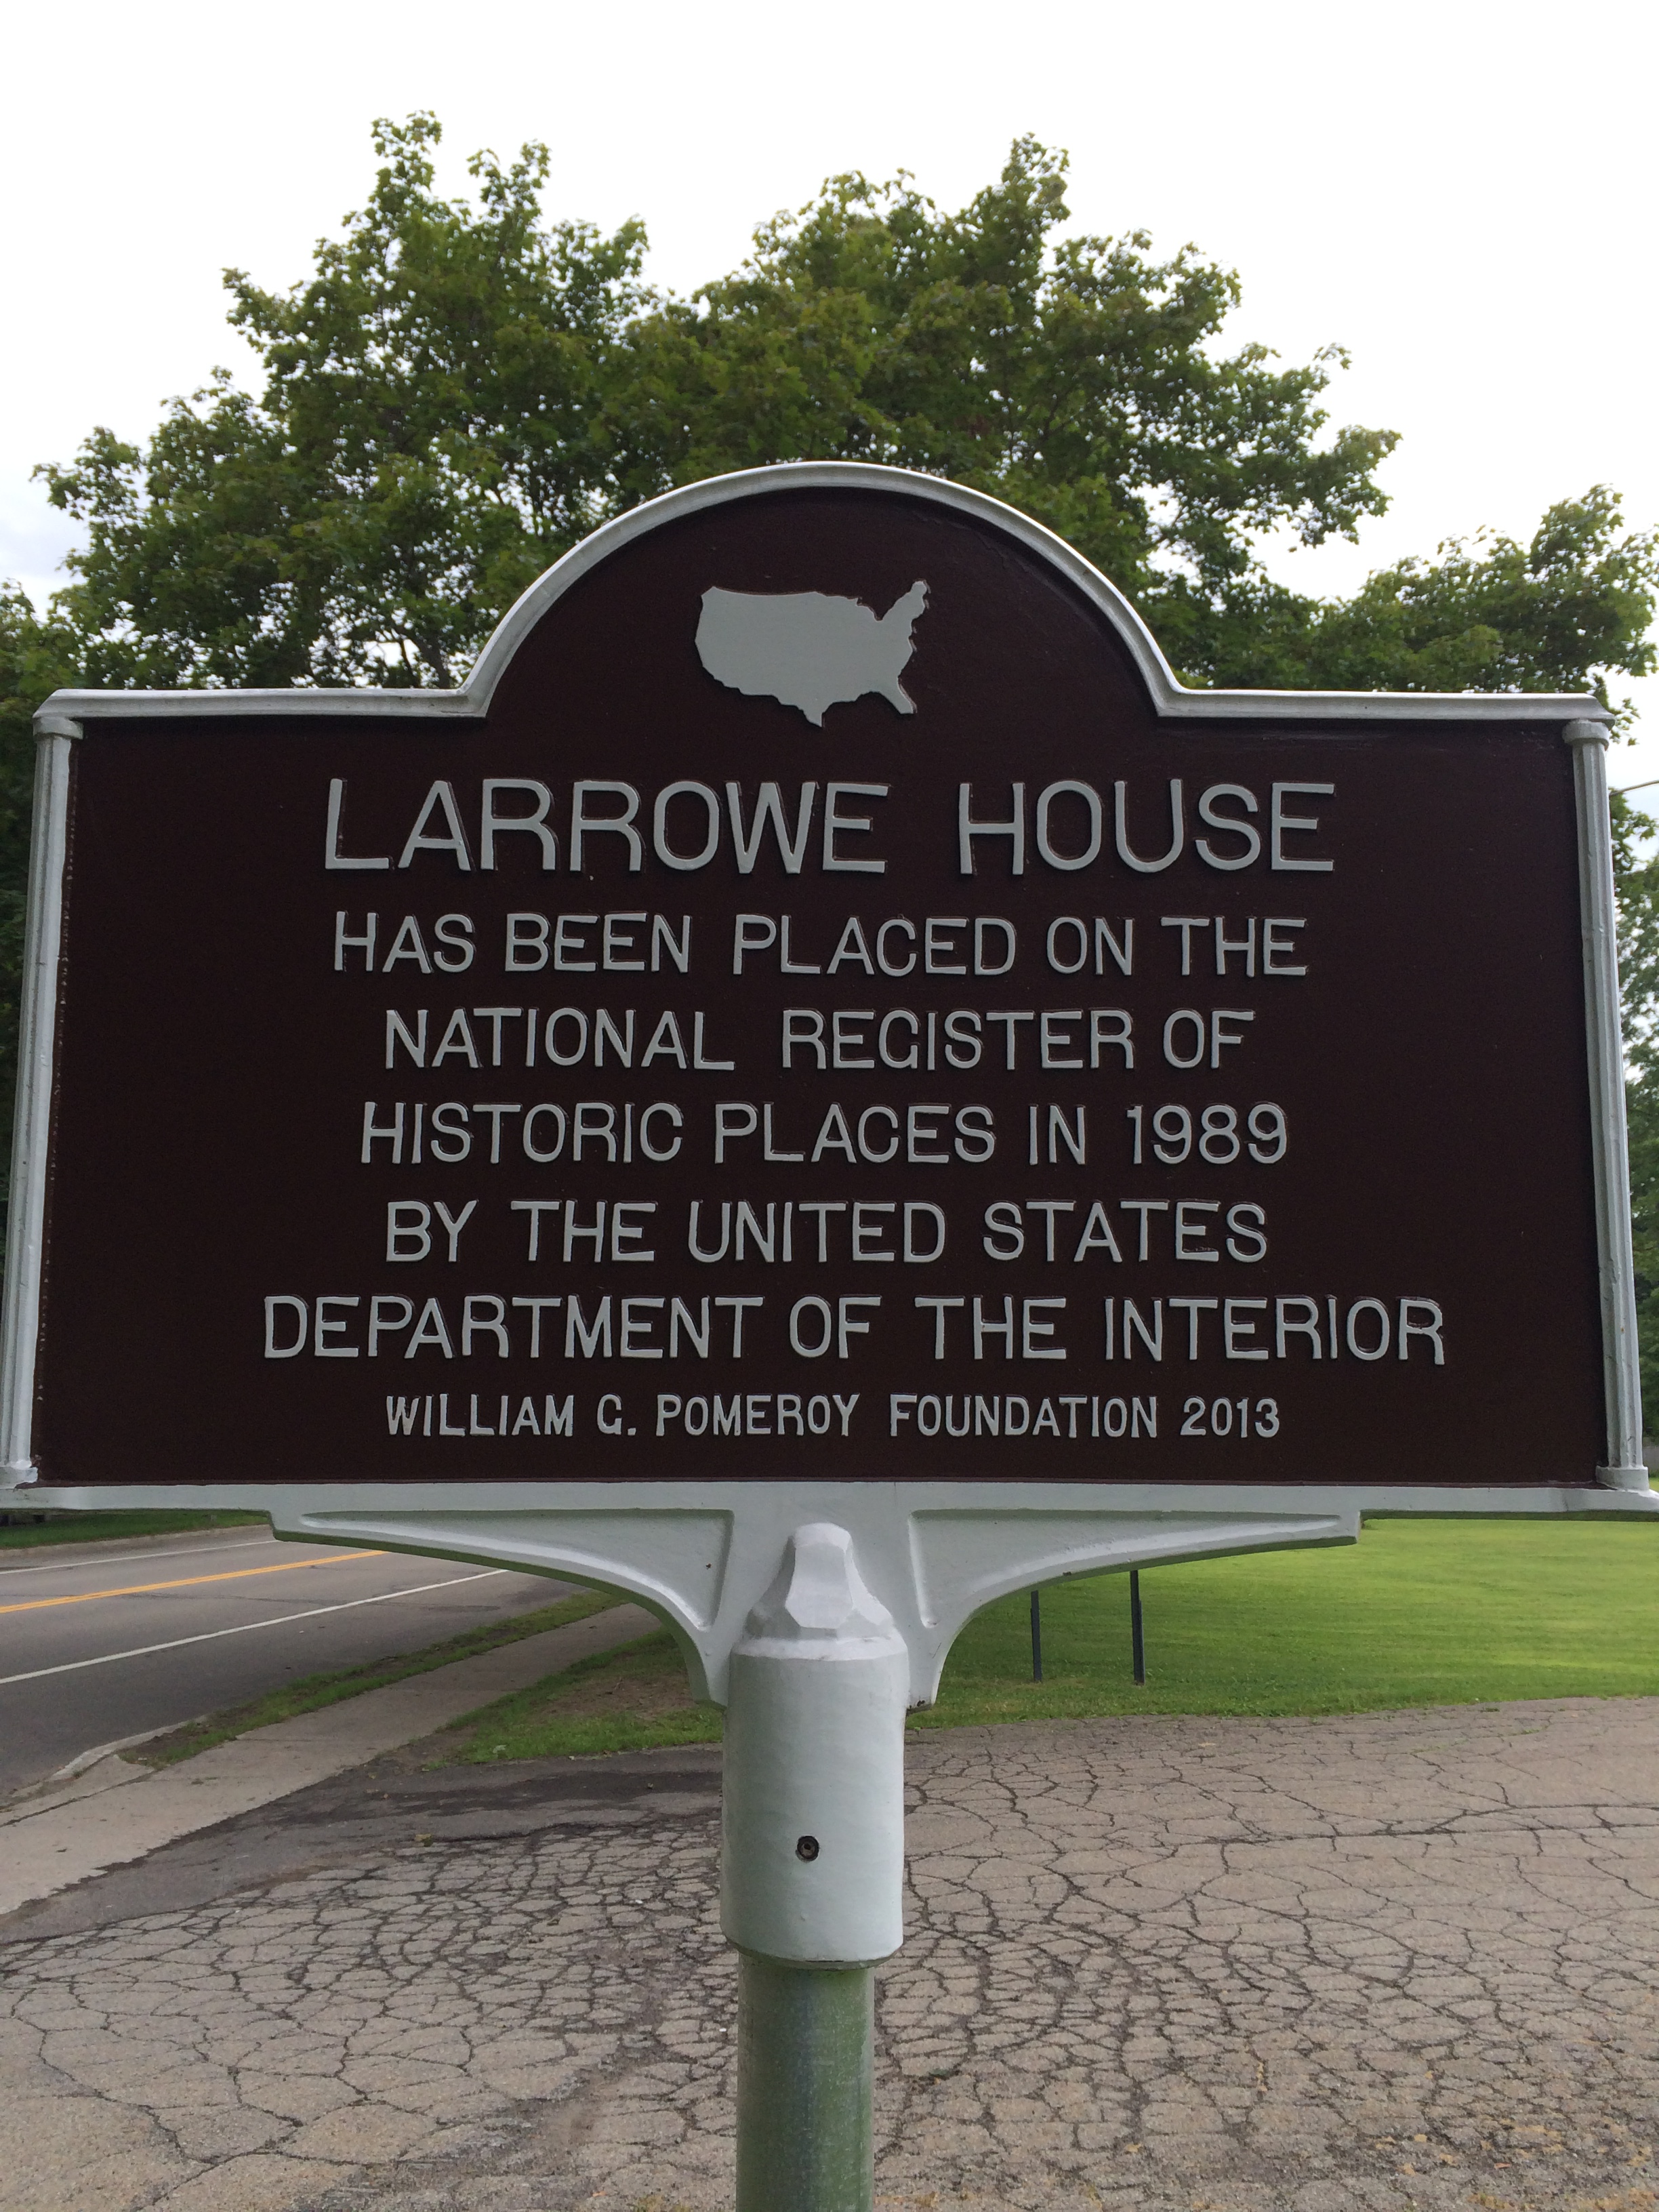 LARROWE HOUSE
HAS BEEN PLACED ON THE
NATIONAL REGISTER OF
HISTORIC PLACES IN 1989
BY THE UNITED STATES
DEPARTMENT OF THE INTERIOR
WILLIAM G. POMEROY FOUNDATION 2013